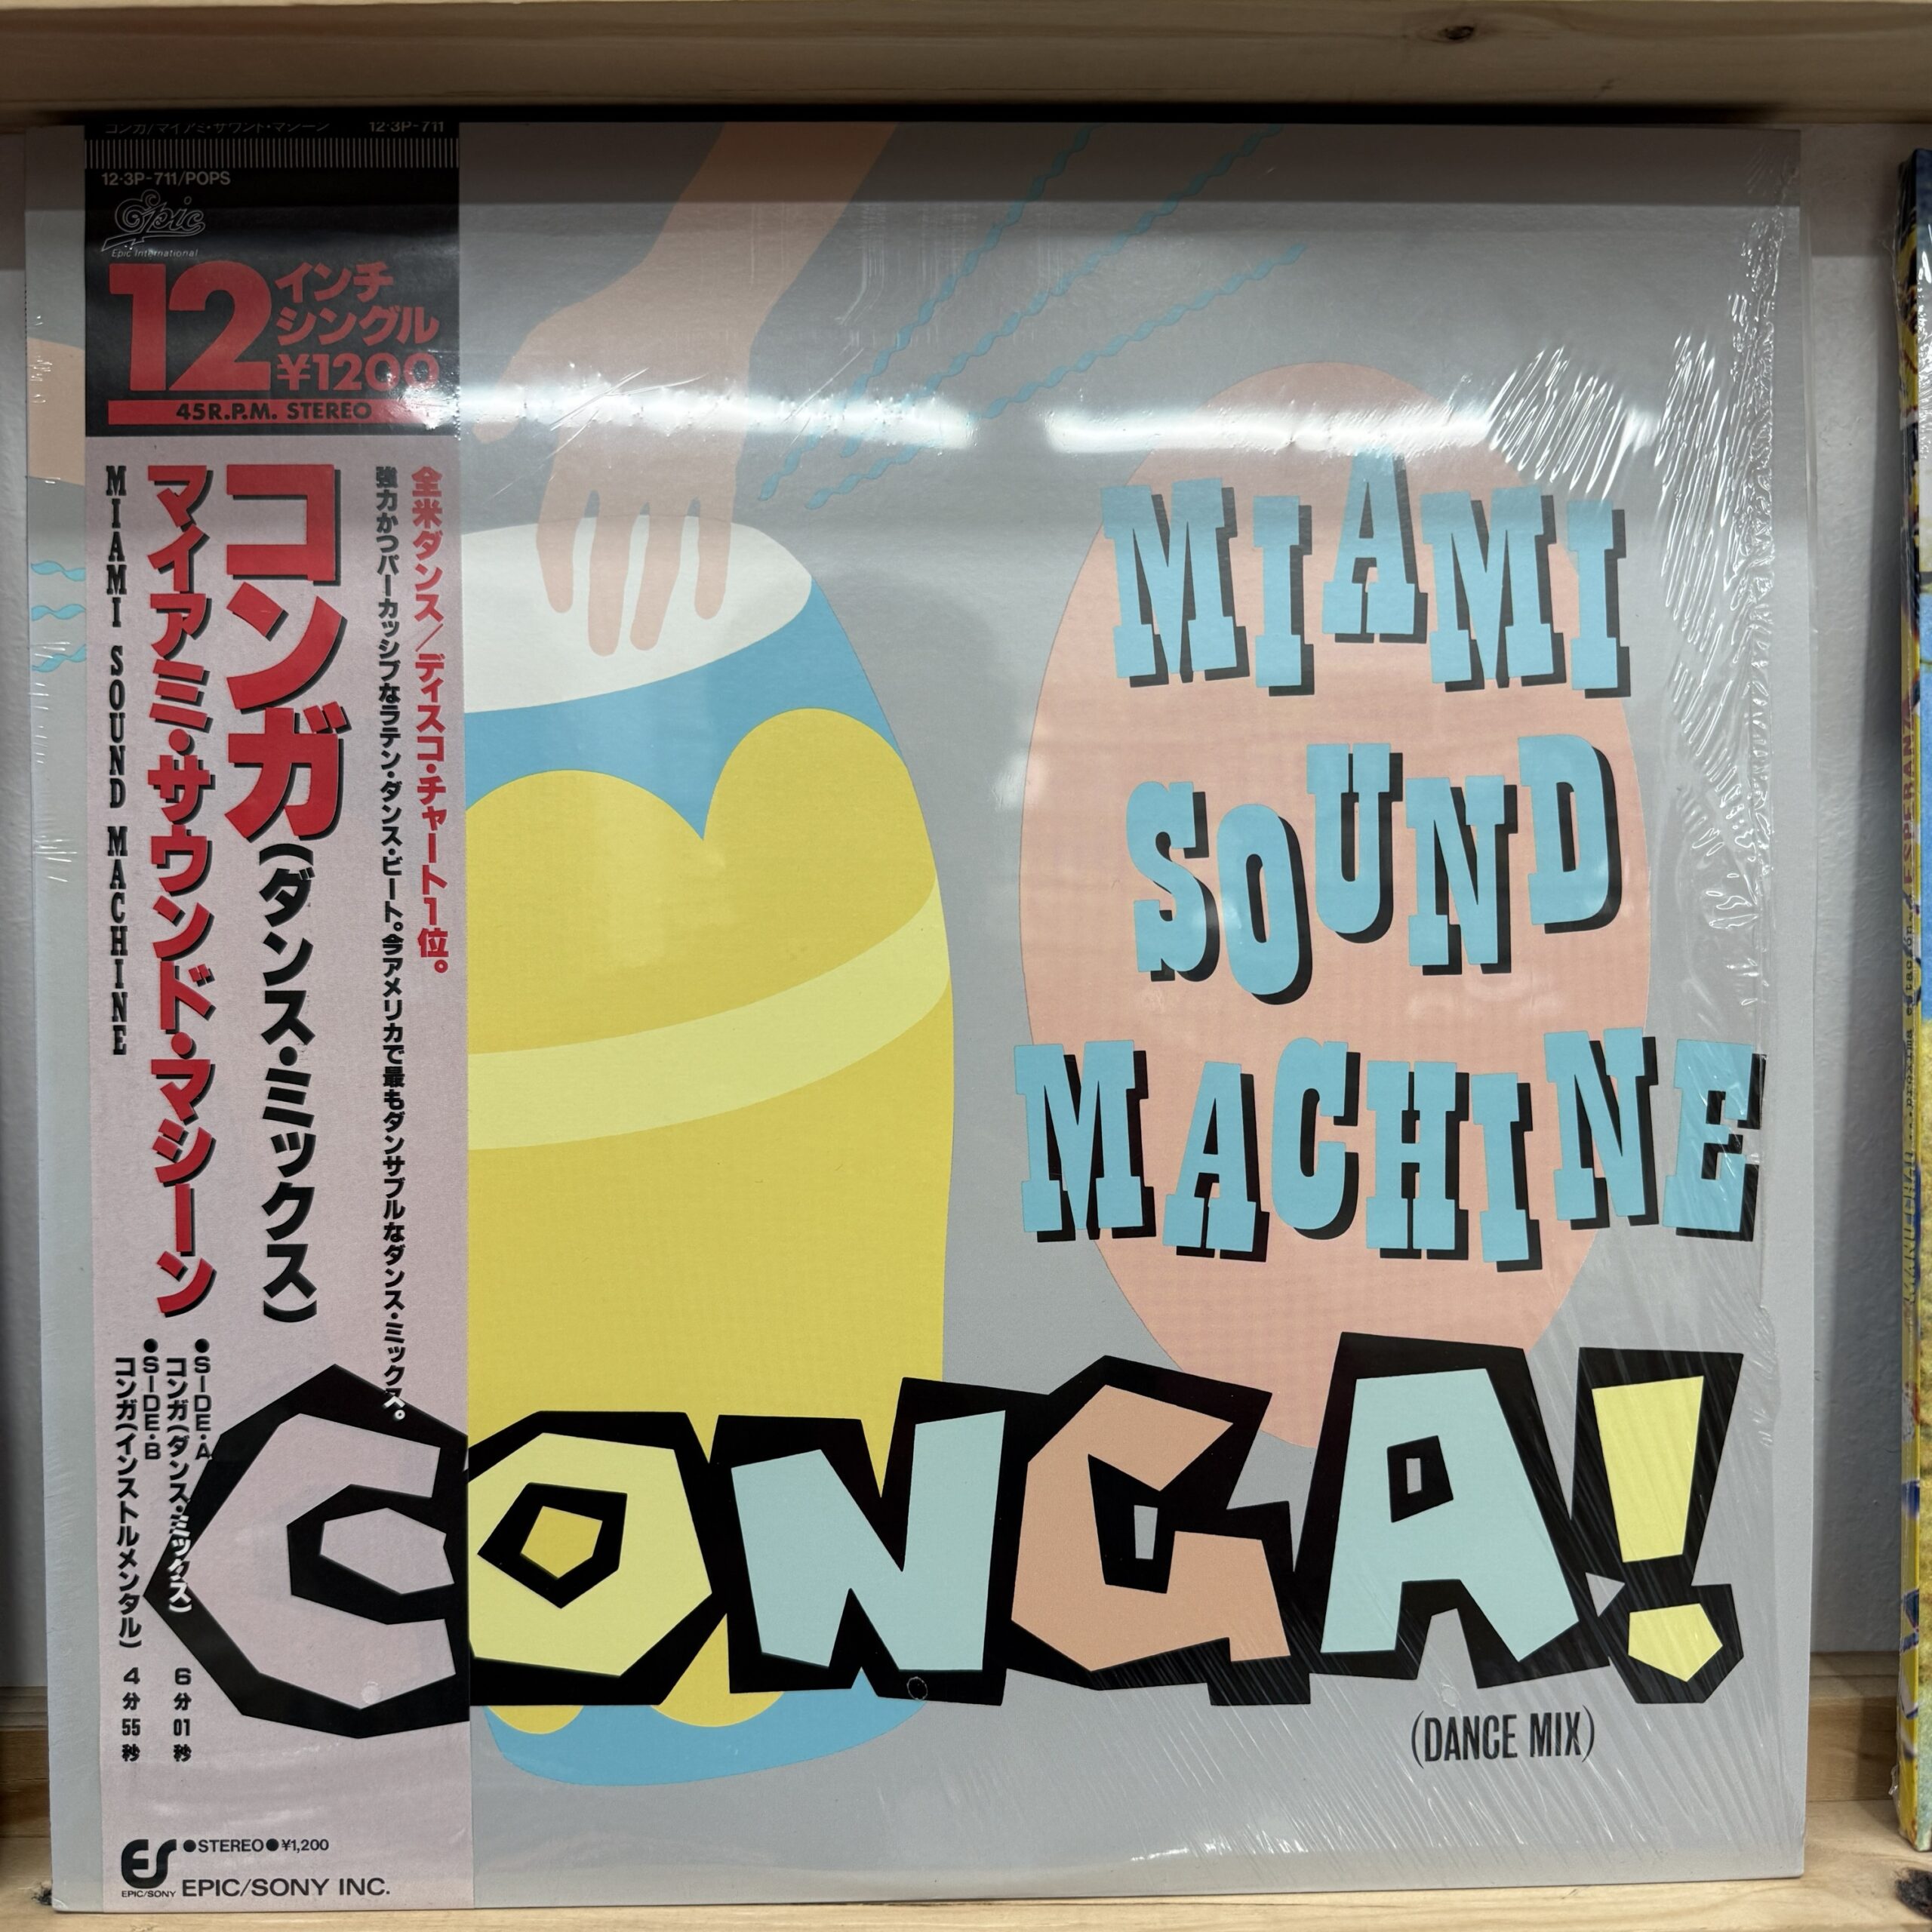 コンガ/マイアミ・サウンド・マシーン 12・3P-711
12・3P-711/POPS
Epic
Epic International
12インチ
シングル
¥1200
45R.P.M. STEREO
全米ダンス/ディスコ・チャート1位。
強力かつパーカッシブなラテン・ダンス・ビート。今アメリカで最もダンサブルなダンス・ミックス。
コンガ(ダンス・ミックス)
マイアミ・サウンド・マシーン
MIAMI SOUND MACHINE
●SIDE・A
コンガ(ダンス・ミックス) 6分01秒
●SIDE・B
コンガ(インストルメンタル) 4分55秒
ES
EPIC/SONY
●STEREO●¥1,200
EPIC/SONY INC.
MIAMI
SOUND
MACHINE
CONGA!
(DANCE MIX)